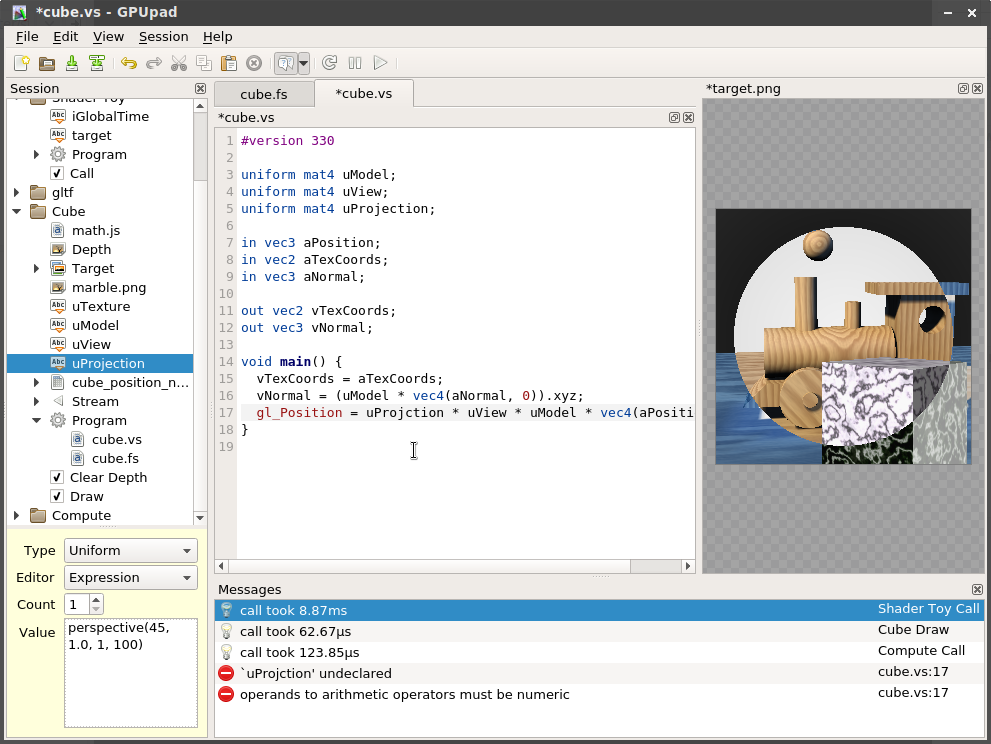 *cube.vs - GPUpad
File Edit View Session Help
Session
Shader Toy
Abc iGlobalTime
Abc target
Program
Call
gltf
Cube
math.js
Depth
Target
marble.png
Abc uTexture
Abc uModel
Abc uView
Abc uProjection
cube_position_n...
Stream
Program
cube.vs
cube.fs
Clear Depth
Draw
Compute
Type Uniform
Editor Expression
Count 1
Value perspective(45,
1.0, 1, 100)
cube.fs *cube.vs
*cube.vs
1 #version 330
2
3 uniform mat4 uModel;
4 uniform mat4 uView;
5 uniform mat4 uProjection;
6
7 in vec3 aPosition;
8 in vec2 aTexCoords;
9 in vec3 aNormal;
10
11 out vec2 vTexCoords;
12 out vec3 vNormal;
13
14 void main() {
15 vTexCoords = aTexCoords;
16 vNormal = (uModel * vec4(aNormal, 0)).xyz;
17 gl_Position = uProjction * uView * uModel * vec4(aPositi
18 }
19
*target.png
Messages
call took 8.87ms Shader Toy Call
call took 62.67µs Cube Draw
call took 123.85µs Compute Call
`uProjction' undeclared cube.vs:17
operands to arithmetic operators must be numeric cube.vs:17